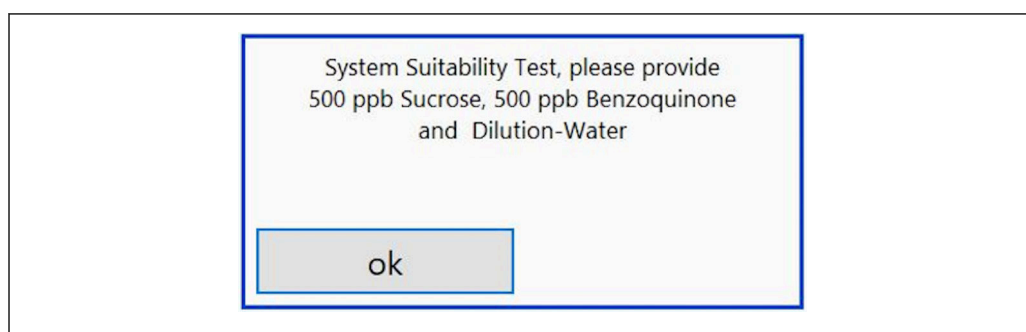 System Suitability Test, please provide
500 ppb Sucrose, 500 ppb Benzoquinone
and Dilution-Water
ok